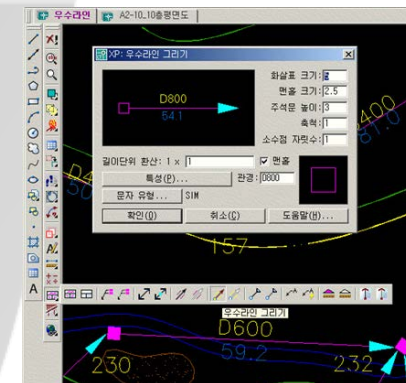 우수라인
A2-10_10층평면도
XP: 우수라인 그리기
D800
54.1
화살표 크기:
맨홀 크기: 2.5
주석문 높이: 3
축척: 1
소수점 자릿수: 1
길이단위 환산: 1 x 1
맨홀
특성(P)...
관경: D800
문자 유형...
SIM
확인(O)
취소(C)
도움말(H)...
400
81.0
157
우수라인 그리기
D600
59.2
230
232